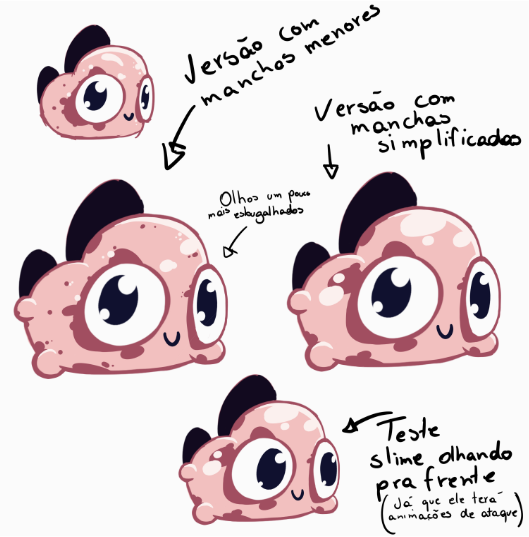 Versão com
manchas menores
Versão com
manchas
simplificadas
Olhos um pouco
mais esbugalhados
Teste
slime olhando
pra frente
(Já que ele terá
animações de ataque)